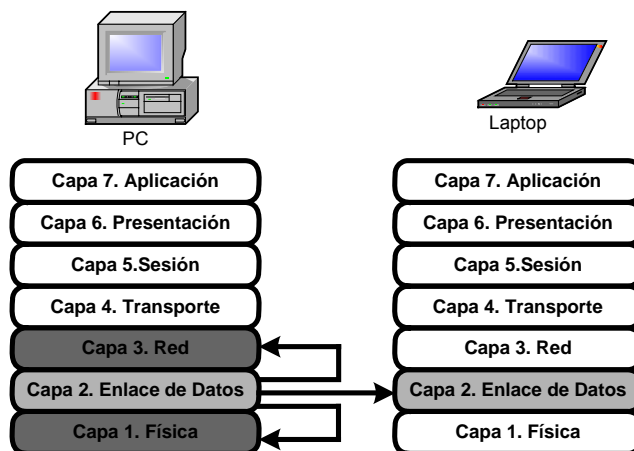 PC
Laptop
Capa 7. Aplicación
Capa 6. Presentación
Capa 5.Sesión
Capa 4. Transporte
Capa 3. Red
Capa 2. Enlace de Datos
Capa 1. Física
Capa 7. Aplicación
Capa 6. Presentación
Capa 5.Sesión
Capa 4. Transporte
Capa 3. Red
Capa 2. Enlace de Datos
Capa 1. Física